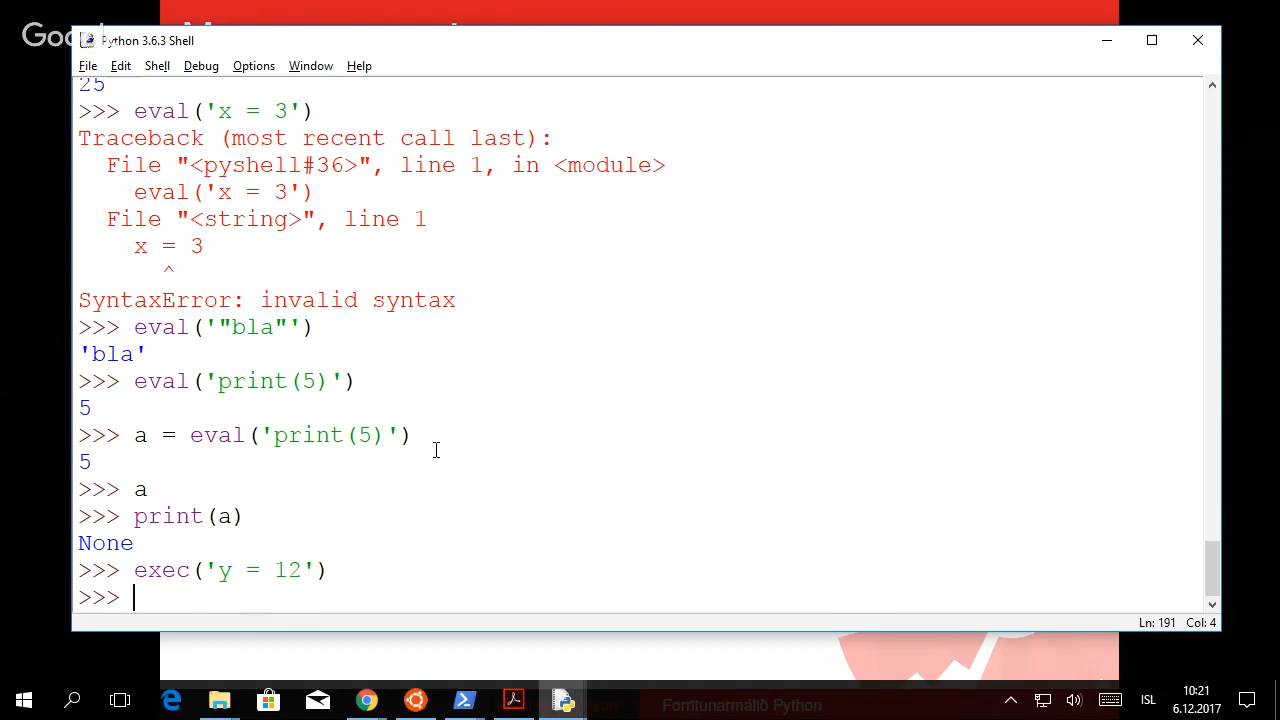 Python 3.6.3 Shell
File Edit Shell Debug Options Window Help
25
>>> eval('x = 3')
Traceback (most recent call last):
  File "<pyshell#36>", line 1, in <module>
    eval('x = 3')
  File "<string>", line 1
    x = 3
      ^
SyntaxError: invalid syntax
>>> eval('"bla"')
'bla'
>>> eval('print(5)')
5
>>> a = eval('print(5)')
5
>>> a
>>> print(a)
None
>>> exec('y = 12')
>>>
Ln: 191 Col: 4
Forritunarmálið Python
ISL
10:21
6.12.2017